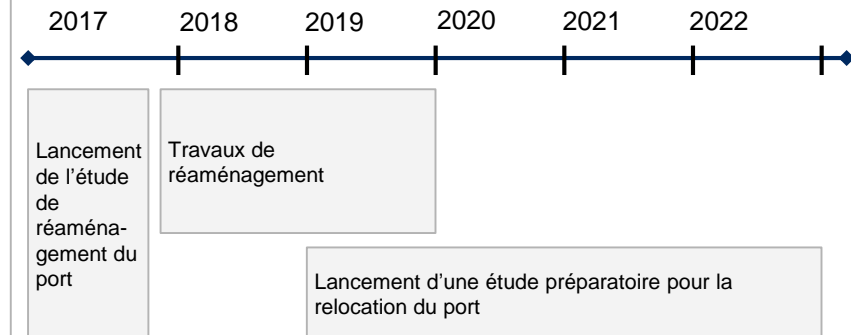 2017 2018 2019 2020 2021 2022
Lancement
de l’étude
de
réaména-
gement du
port
Travaux de
réaménagement
Lancement d’une étude préparatoire pour la
relocation du port